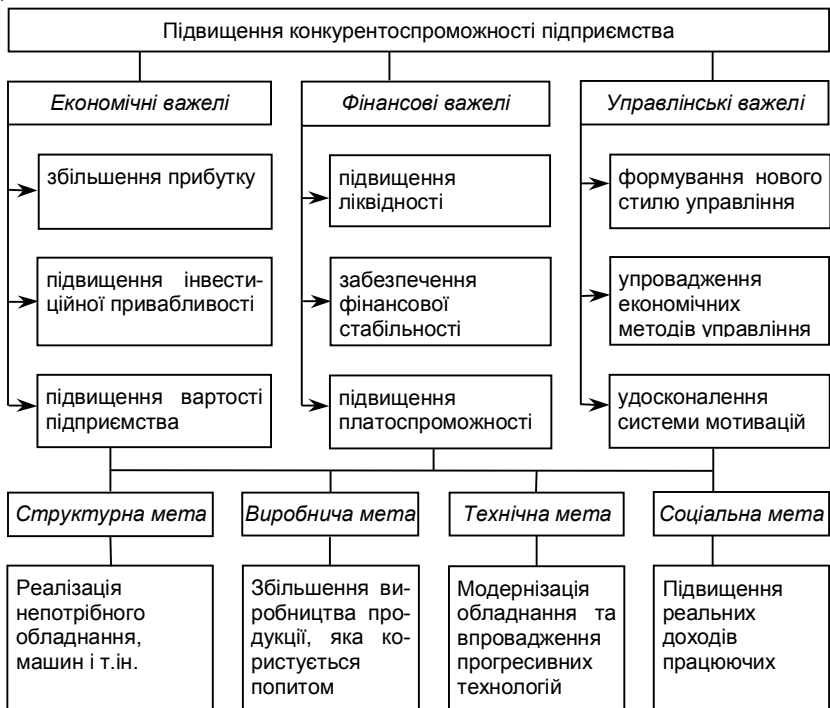 Підвищення конкурентоспроможності підприємства
Економічні важелі
Фінансові важелі
Управлінські важелі
збільшення прибутку
підвищення
ліквідності
формування нового
стилю управління
підвищення інвести-
ційної привабливості
забезпечення
фінансової
стабільності
упровадження
економічних
методів управління
підвищення вартості
підприємства
підвищення
платоспроможності
удосконалення
системи мотивацій
Структурна мета
Виробнича мета
Технічна мета
Соціальна мета
Реалізація
непотрібного
обладнання,
машин і т.ін.
Збільшення ви-
робництва про-
дукції, яка ко-
ристується
попитом
Модернізація
обладнання та
впровадження
прогресивних
технологій
Підвищення
реальних
доходів
працюючих